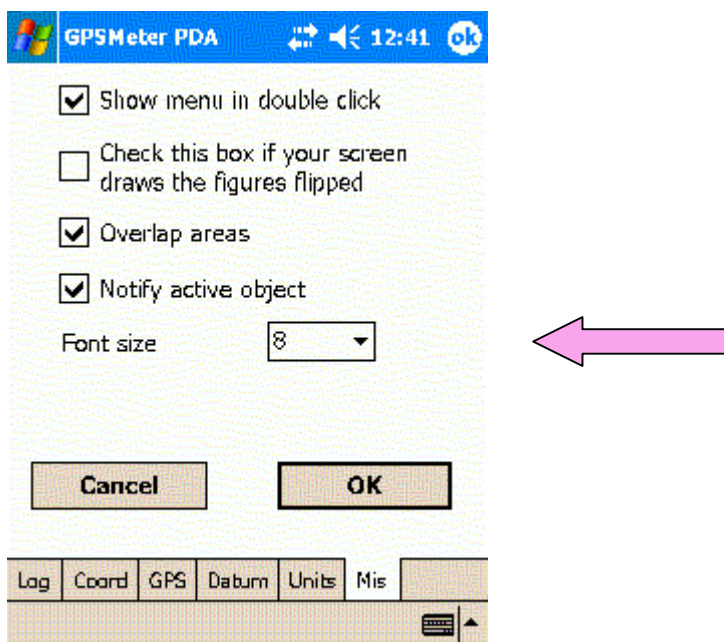 GPSMeter PDA 12:41 ok
Show menu in double click
Check this box if your screen
draws the figures flipped
Overlap areas
Notify active object
Font size 8
Cancel OK
Log Coord GPS Datum Units Mis